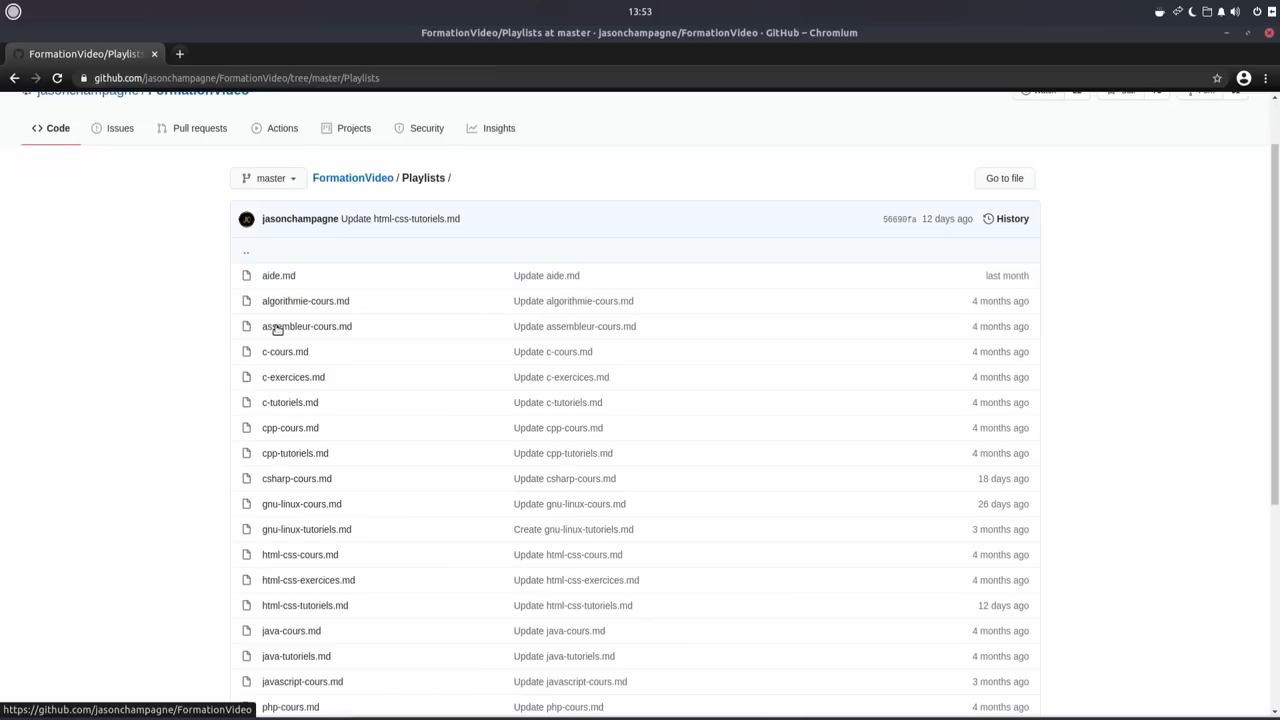 13:53
FormationVideo/Playlists at master · jasonchampagne/FormationVideo · GitHub – Chromium
FormationVideo/Playlists
github.com/jasonchampagne/FormationVideo/tree/master/Playlists
jasonchampagne / FormationVideo
Code Issues Pull requests Actions Projects Security Insights
master FormationVideo / Playlists / Go to file
jasonchampagne Update html-css-tutoriels.md 56690fa 12 days ago History
..
aide.md Update aide.md last month
algorithmie-cours.md Update algorithmie-cours.md 4 months ago
assembleur-cours.md Update assembleur-cours.md 4 months ago
c-cours.md Update c-cours.md 4 months ago
c-exercices.md Update c-exercices.md 4 months ago
c-tutoriels.md Update c-tutoriels.md 4 months ago
cpp-cours.md Update cpp-cours.md 4 months ago
cpp-tutoriels.md Update cpp-tutoriels.md 4 months ago
csharp-cours.md Update csharp-cours.md 18 days ago
gnu-linux-cours.md Update gnu-linux-cours.md 26 days ago
gnu-linux-tutoriels.md Create gnu-linux-tutoriels.md 3 months ago
html-css-cours.md Update html-css-cours.md 4 months ago
html-css-exercices.md Update html-css-exercices.md 4 months ago
html-css-tutoriels.md Update html-css-tutoriels.md 12 days ago
java-cours.md Update java-cours.md 4 months ago
java-tutoriels.md Update java-tutoriels.md 4 months ago
javascript-cours.md Update javascript-cours.md 3 months ago
php-cours.md Update php-cours.md 4 months ago
https://github.com/jasonchampagne/FormationVideo